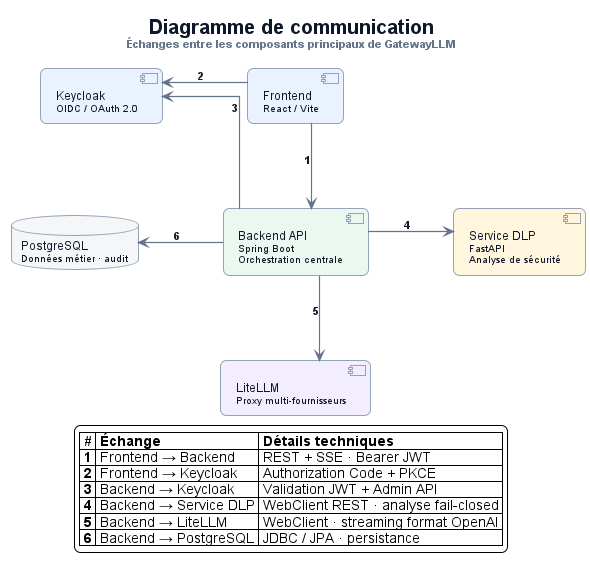 Diagramme de communication
Échanges entre les composants principaux de GatewayLLM
Keycloak
OIDC / OAuth 2.0
2
Frontend
React / Vite
3
1
PostgreSQL
Données métier · audit
6
Backend API
Spring Boot
Orchestration centrale
4
Service DLP
FastAPI
Analyse de sécurité
5
LiteLLM
Proxy multi-fournisseurs
# Échange Détails techniques
1 Frontend → Backend REST + SSE · Bearer JWT
2 Frontend → Keycloak Authorization Code + PKCE
3 Backend → Keycloak Validation JWT + Admin API
4 Backend → Service DLP WebClient REST · analyse fail-closed
5 Backend → LiteLLM WebClient · streaming format OpenAI
6 Backend → PostgreSQL JDBC / JPA · persistance